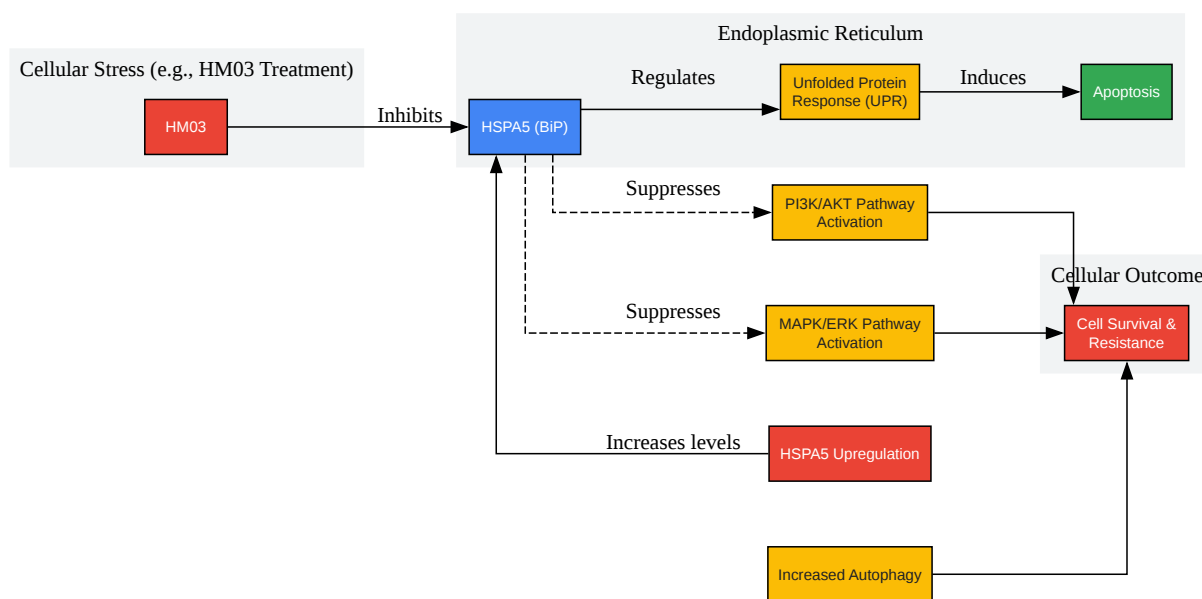 Endoplasmic Reticulum
Cellular Stress (e.g., HM03 Treatment)
HM03
Inhibits
HSPA5 (BiP)
Regulates
Unfolded Protein
Response (UPR)
Induces
Apoptosis
Suppresses
PI3K/AKT Pathway
Activation
Cellular Outcome
Suppresses
MAPK/ERK Pathway
Activation
Cell Survival &
Resistance
Increases levels
HSPA5 Upregulation
Increased Autophagy